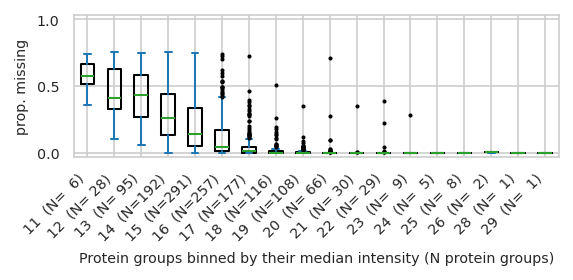 1.0
0.5
0.0
prop. missing
11 (N= 6)
12 (N= 28)
13 (N= 95)
14 (N=192)
15 (N=291)
16 (N=257)
17 (N=177)
18 (N=116)
19 (N=108)
20 (N= 66)
21 (N= 30)
22 (N= 29)
23 (N= 9)
24 (N= 5)
25 (N= 8)
26 (N= 2)
28 (N= 1)
29 (N= 1)
Protein groups binned by their median intensity (N protein groups)